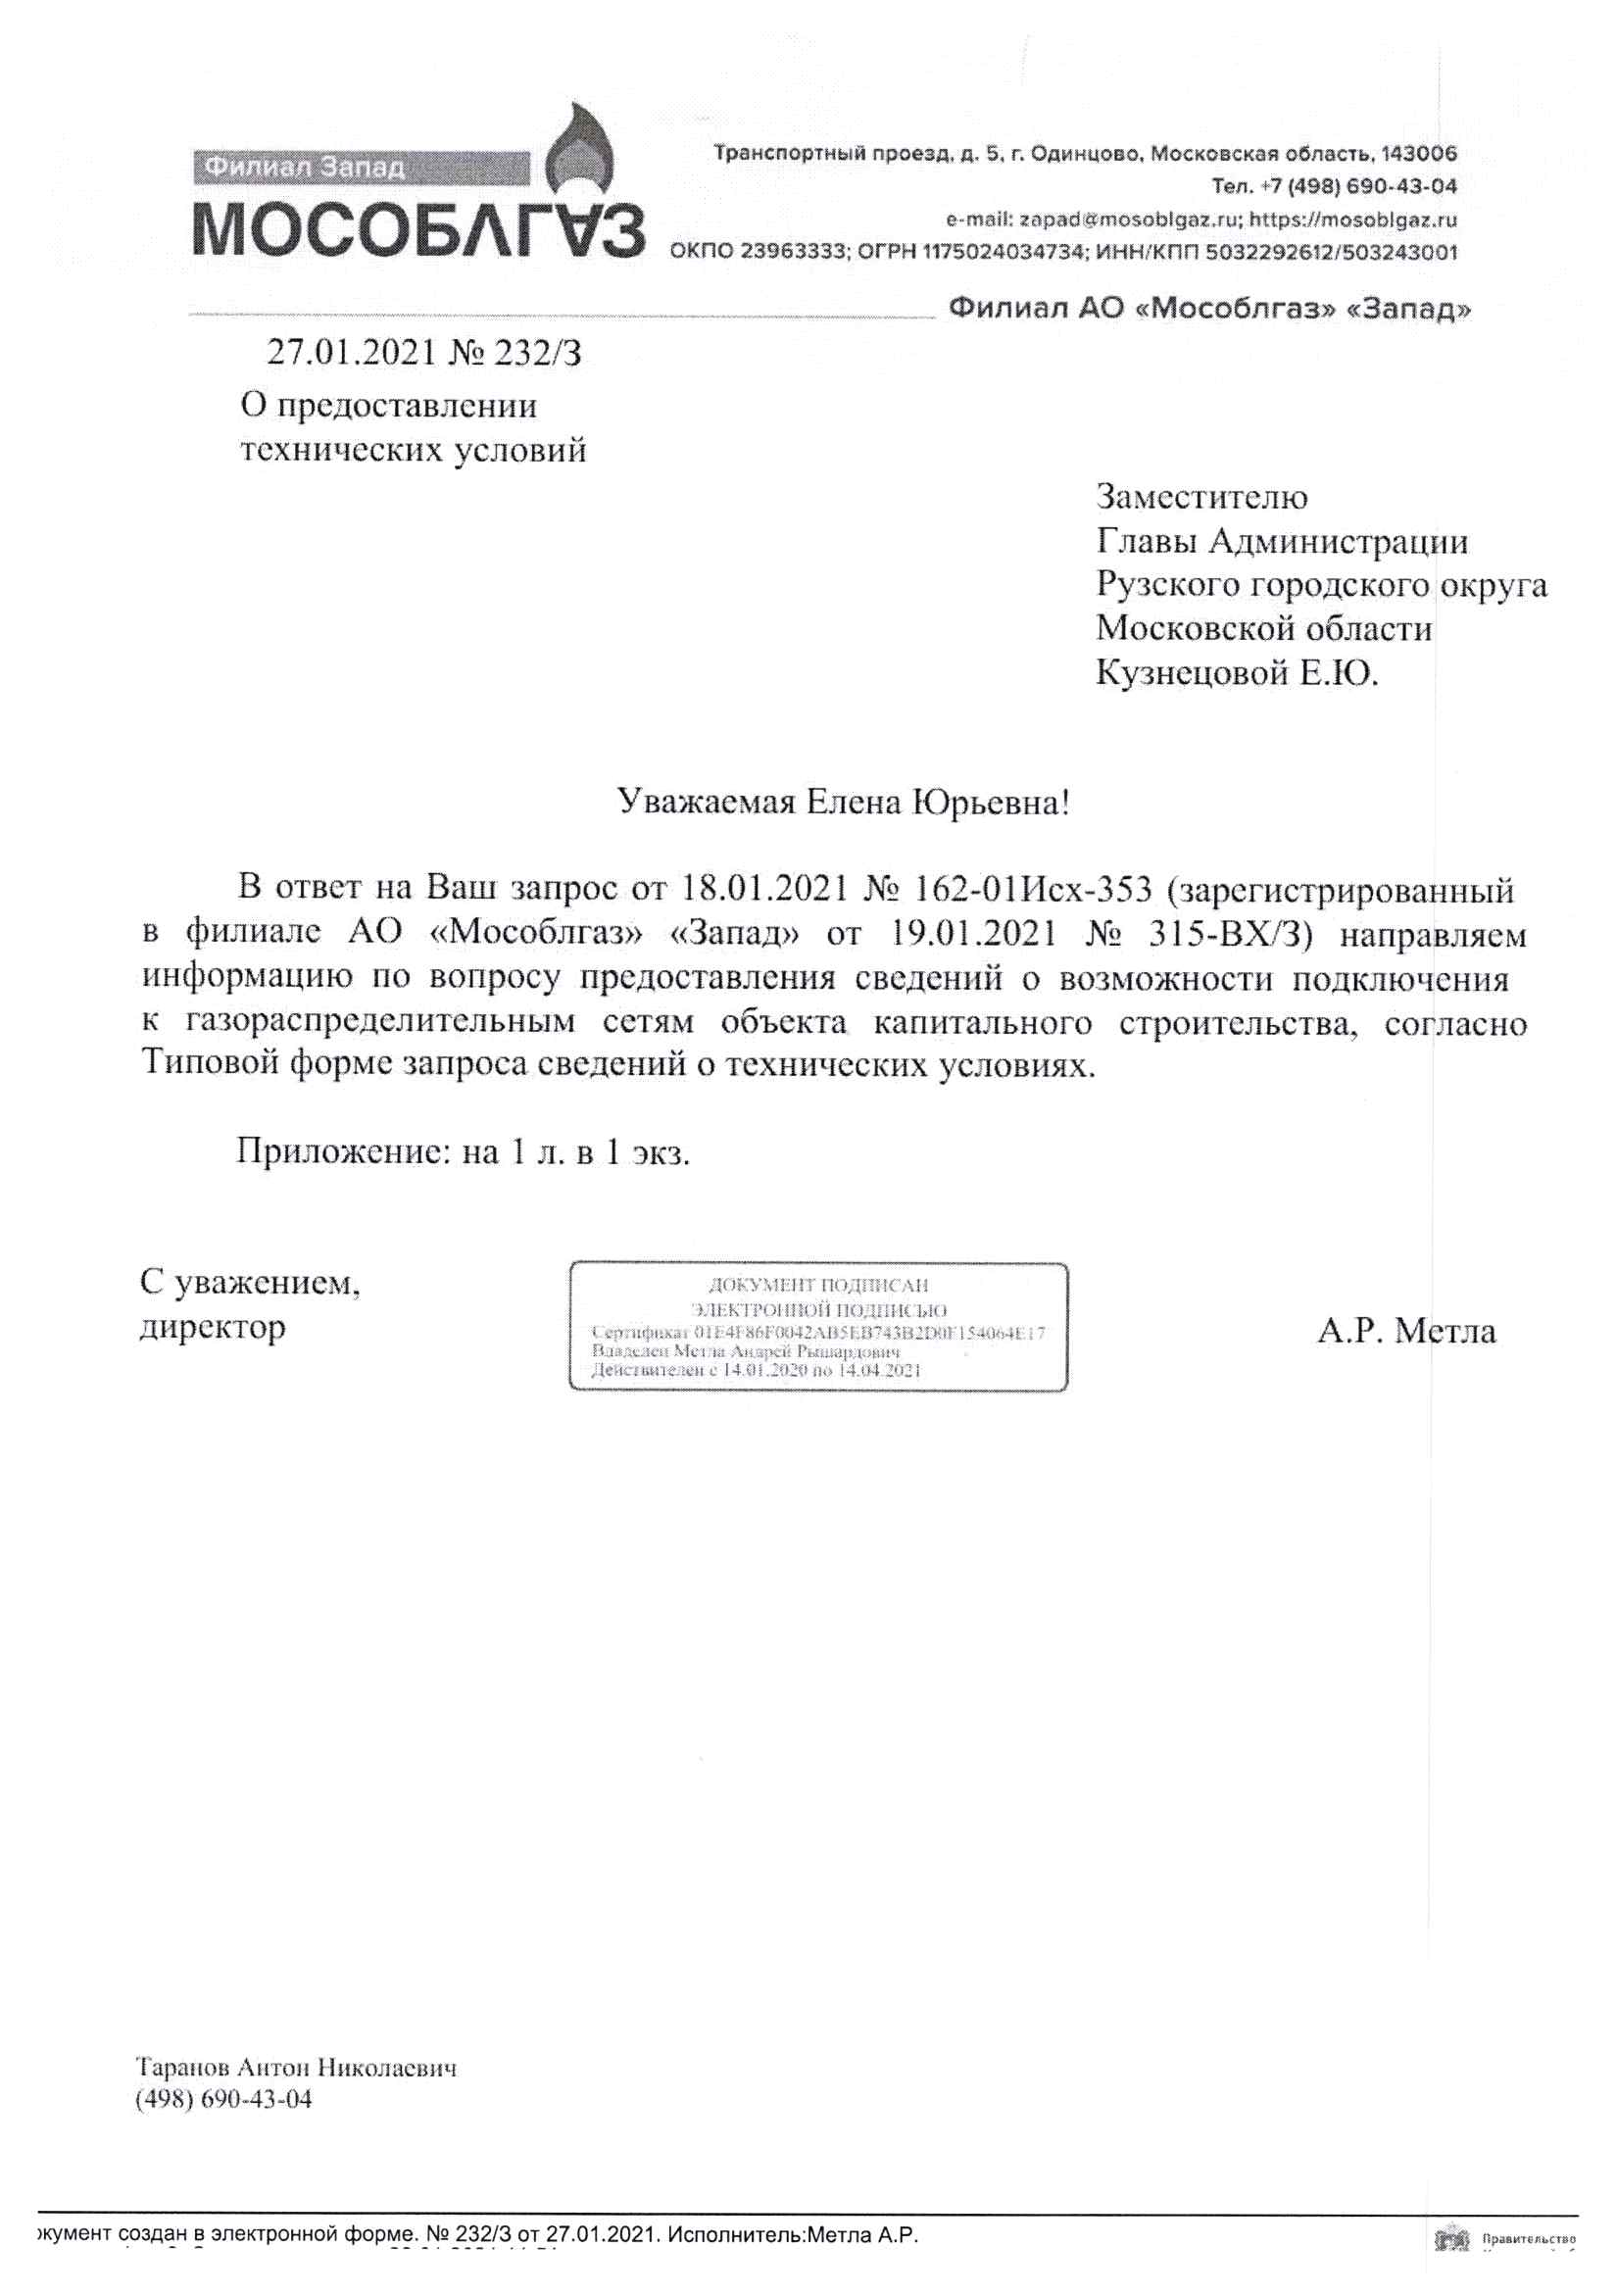 Филиал Запад
МОСОБЛГАЗ
Транспортный проезд, д. 5, г. Одинцово, Московская область, 143006
Тел. +7 (498) 690-43-04
e-mail: zapad@mosoblgaz.ru; https://mosoblgaz.ru
ОКПО 23963333; ОГРН 1175024034734; ИНН/КПП 5032292612/503243001
Филиал АО «Мособлгаз» «Запад»
27.01.2021 № 232/З
О предоставлении
технических условий
Заместителю
Главы Администрации
Рузского городского округа
Московской области
Кузнецовой Е.Ю.
Уважаемая Елена Юрьевна!
В ответ на Ваш запрос от 18.01.2021 № 162-01Исх-353 (зарегистрированный
в филиале АО «Мособлгаз» «Запад» от 19.01.2021 № 315-ВХ/З) направляем
информацию по вопросу предоставления сведений о возможности подключения
к газораспределительным сетям объекта капитального строительства, согласно
Типовой форме запроса сведений о технических условиях.
Приложение: на 1 л. в 1 экз.
С уважением,
директор
ДОКУМЕНТ ПОДПИСАН
ЭЛЕКТРОННОЙ ПОДПИСЬЮ
Сертификат 01E4F86F0042AB5EB743B2D0F154064E17
Владелец Метла Андрей Рышардович
Действителен с 14.01.2020 по 14.04.2021
А.Р. Метла
Таранов Антон Николаевич
(498) 690-43-04
окумент создан в электронной форме. № 232/З от 27.01.2021. Исполнитель:Метла А.Р.
Правительство